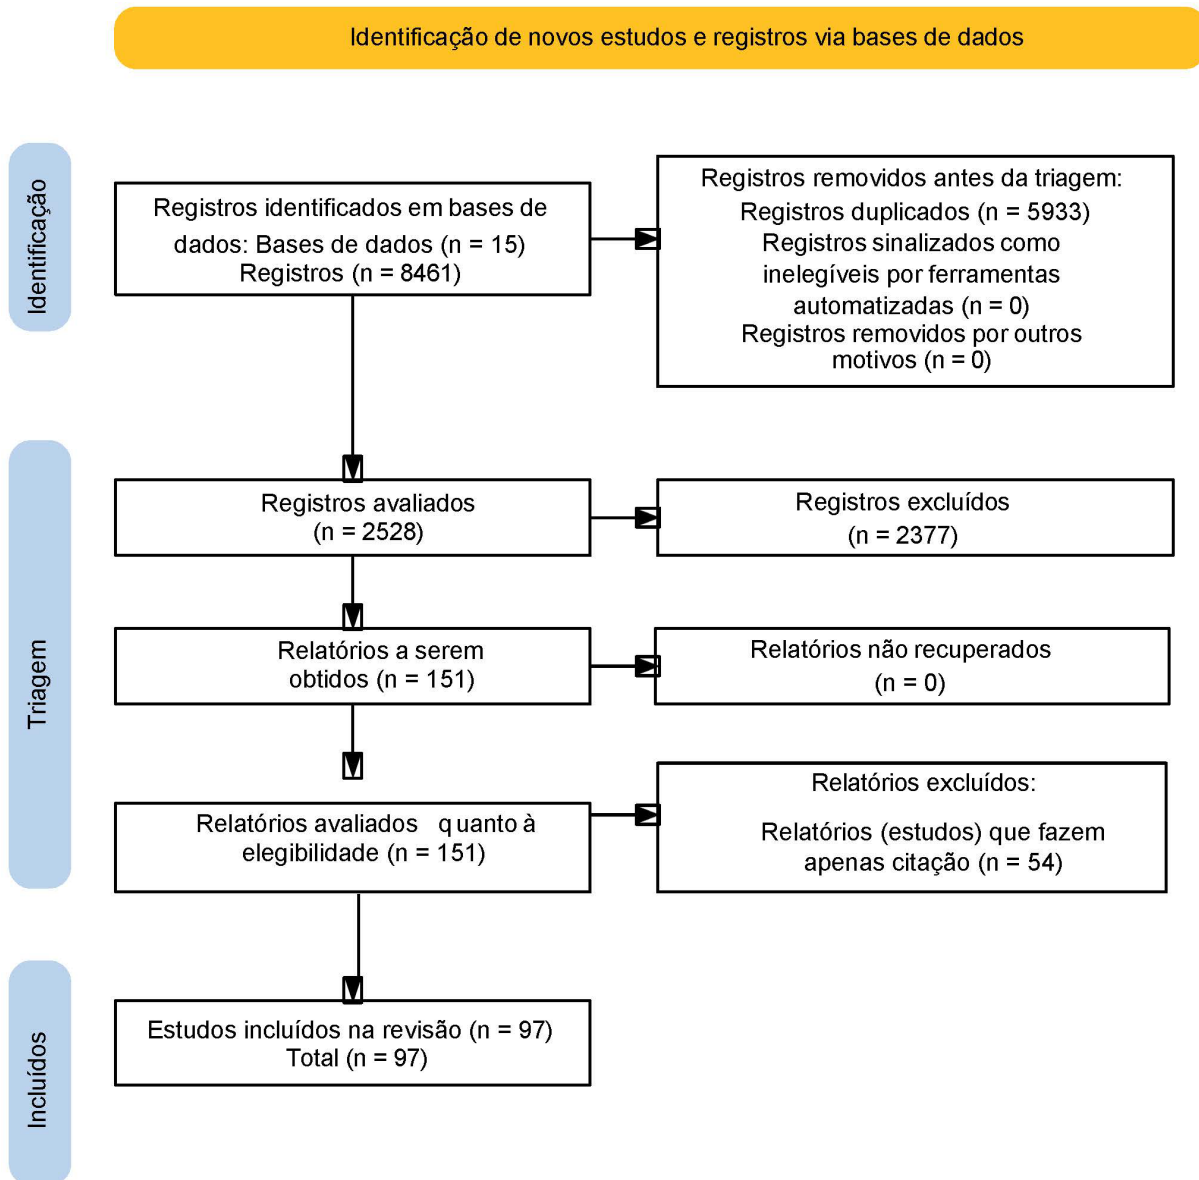 Identificação de novos estudos e registros via bases de dados
Identificação
Registros identificados em bases de
dados: Bases de dados (n = 15)
Registros (n = 8461)
Registros removidos antes da triagem:
Registros duplicados (n = 5933)
Registros sinalizados como
inelegíveis por ferramentas
automatizadas (n = 0)
Registros removidos por outros
motivos (n = 0)
Triagem
Registros avaliados
(n = 2528)
Registros excluídos
(n = 2377)
Relatórios a serem
obtidos (n = 151)
Relatórios não recuperados
(n = 0)
Relatórios avaliados quanto à
elegibilidade (n = 151)
Relatórios excluídos:
Relatórios (estudos) que fazem
apenas citação (n = 54)
Incluídos
Estudos incluídos na revisão (n = 97)
Total (n = 97)